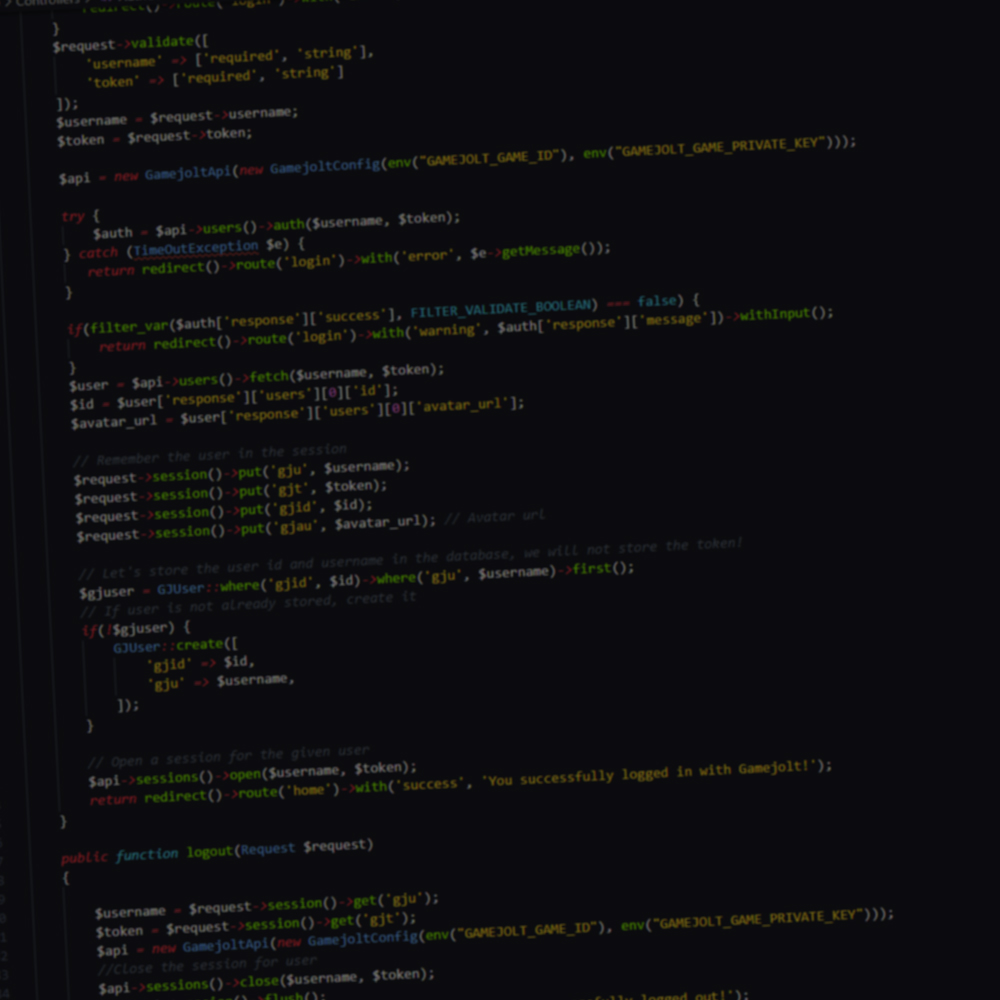 Controllers
redirect()->route('login')->
}
$request->validate([
'username' => ['required', 'string'],
'token' => ['required', 'string']
]);
$username = $request->username;
$token = $request->token;
$api = new GamejoltApi(new GamejoltConfig(env("GAMEJOLT_GAME_ID"), env("GAMEJOLT_GAME_PRIVATE_KEY")));
try {
$auth = $api->users()->auth($username, $token);
} catch (TimeOutException $e) {
return redirect()->route('login')->with('error', $e->getMessage());
}
if(filter_var($auth['response']['success'], FILTER_VALIDATE_BOOLEAN) === false) {
return redirect()->route('login')->with('warning', $auth['response']['message'])->withInput();
}
$user = $api->users()->fetch($username, $token);
$id = $user['response']['users'][0]['id'];
$avatar_url = $user['response']['users'][0]['avatar_url'];
// Remember the user in the session
$request->session()->put('gju', $username);
$request->session()->put('gjt', $token);
$request->session()->put('gjid', $id);
$request->session()->put('gjau', $avatar_url); // Avatar url
// Let's store the user id and username in the database, we will not store the token!
$gjuser = GJUser::where('gjid', $id)->where('gju', $username)->first();
// If user is not already stored, create it
if(!$gjuser) {
GJUser::create([
'gjid' => $id,
'gju' => $username,
]);
}
// Open a session for the given user
$api->sessions()->open($username, $token);
return redirect()->route('home')->with('success', 'You successfully logged in with Gamejolt!');
}
public function logout(Request $request)
{
$username = $request->session()->get('gju');
$token = $request->session()->get('gjt');
$api = new GamejoltApi(new GamejoltConfig(env("GAMEJOLT_GAME_ID"), env("GAMEJOLT_GAME_PRIVATE_KEY")));
//Close the session for user
$api->sessions()->close($username, $token);
->flush();
logged out!');